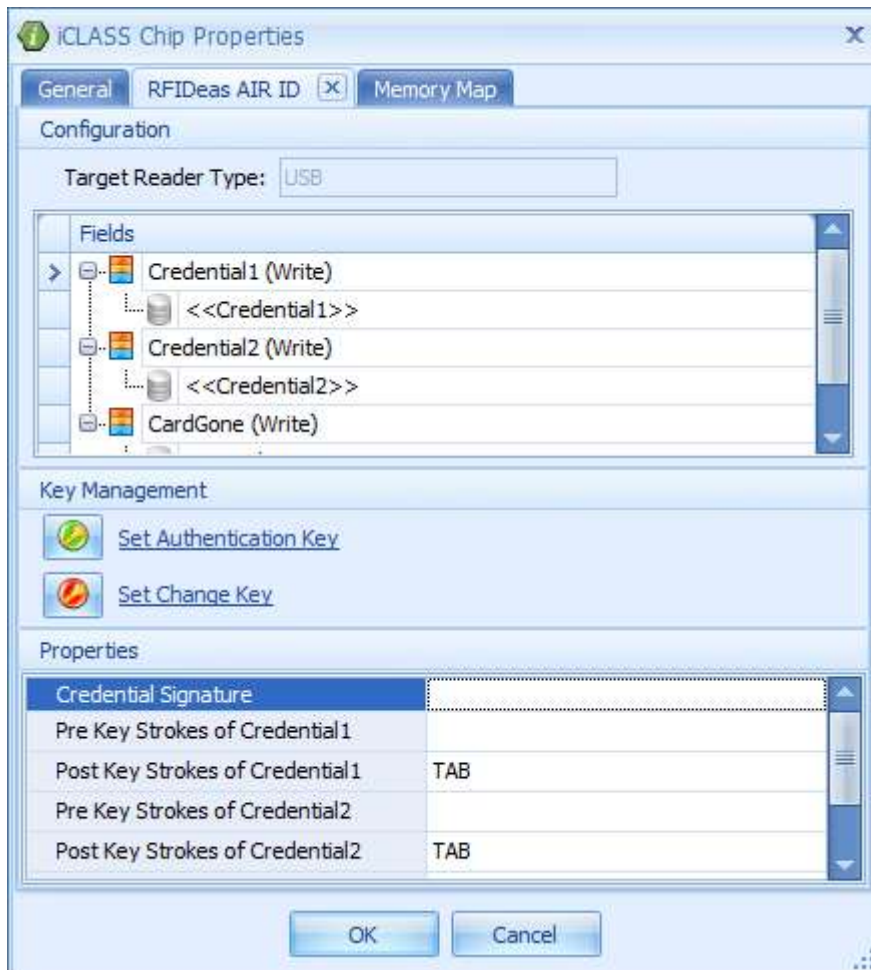 iCLASS Chip Properties
General RFIDeas AIR ID Memory Map
Configuration
Target Reader Type: USB
Fields
Credential1 (Write)
<<Credential1>>
Credential2 (Write)
<<Credential2>>
CardGone (Write)
Key Management
Set Authentication Key
Set Change Key
Properties
Credential Signature
Pre Key Strokes of Credential1
Post Key Strokes of Credential1 TAB
Pre Key Strokes of Credential2
Post Key Strokes of Credential2 TAB
OK Cancel